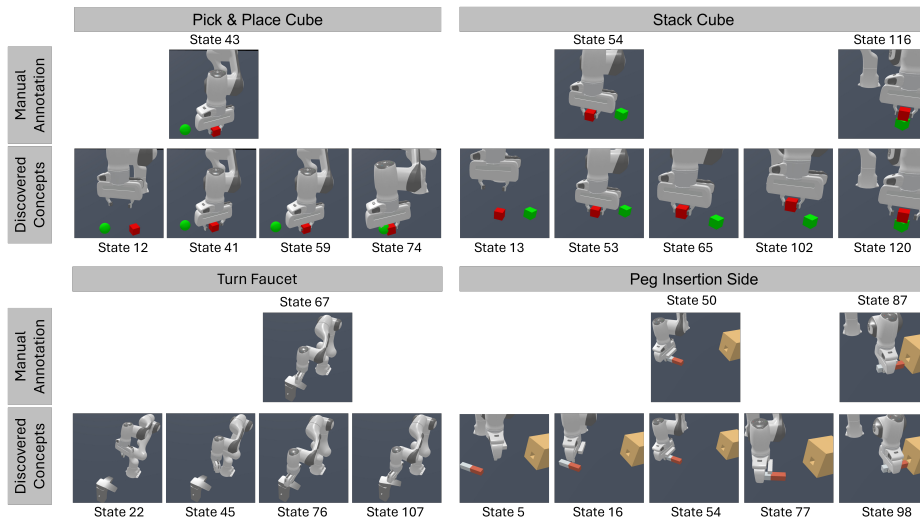 Pick & Place Cube
Stack Cube
Manual
Annotation
State 43
State 54
State 116
Discovered
Concepts
State 12
State 41
State 59
State 74
State 13
State 53
State 65
State 102
State 120
Turn Faucet
Peg Insertion Side
Manual
Annotation
State 67
State 50
State 87
Discovered
Concepts
State 22
State 45
State 76
State 107
State 5
State 16
State 54
State 77
State 98